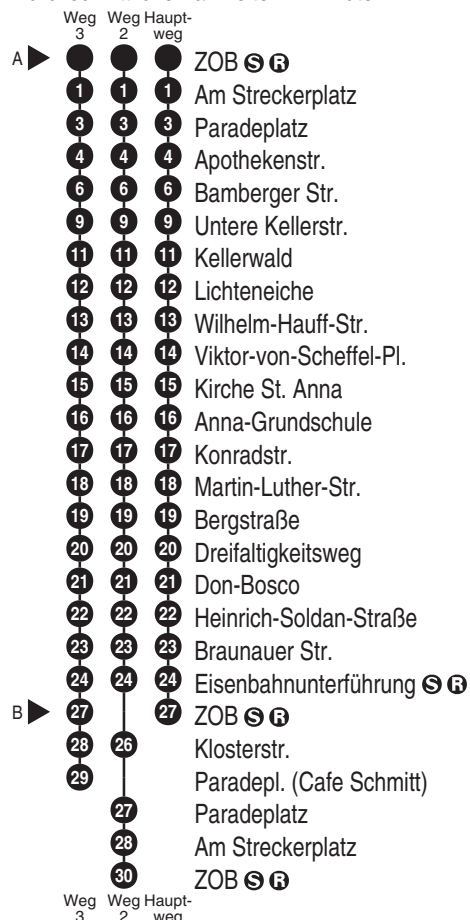 Weg Weg Haupt-
3 2 weg
A ZOB S R
1 1 1 Am Streckerplatz
3 3 3 Paradeplatz
4 4 4 Apothekenstr.
6 6 6 Bamberger Str.
9 9 9 Untere Kellerstr.
11 11 11 Kellerwald
12 12 12 Lichteneiche
13 13 13 Wilhelm-Hauff-Str.
14 14 14 Viktor-von-Scheffel-Pl.
15 15 15 Kirche St. Anna
16 16 16 Anna-Grundschule
17 17 17 Konradstr.
18 18 18 Martin-Luther-Str.
19 19 19 Bergstraße
20 20 20 Dreifaltigkeitsweg
21 21 21 Don-Bosco
22 22 22 Heinrich-Soldan-Straße
23 23 23 Braunauer Str.
24 24 24 Eisenbahnunterführung S R
B 27 27 ZOB S R
28 26 Klosterstr.
29 Paradepl. (Cafe Schmitt)
27 Paradeplatz
28 Am Streckerplatz
30 ZOB S R
Weg Weg Haupt-
3 2 weg